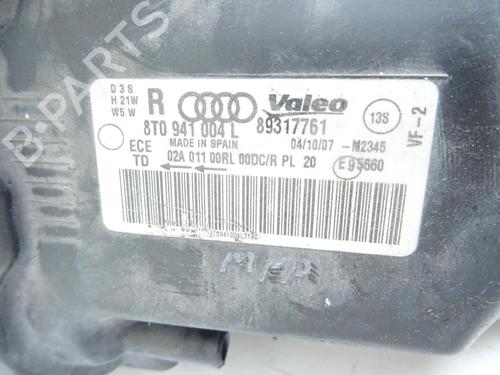 D3S
H21W
W5W
R
Valeo
13S
8T0 941 004 L
89317761
VF-2
ECE
MADE IN SPAIN
04/10/07 -M2345
TD
02A 011 00RL 00DC/R PL 20
E9 5660
B-Parts